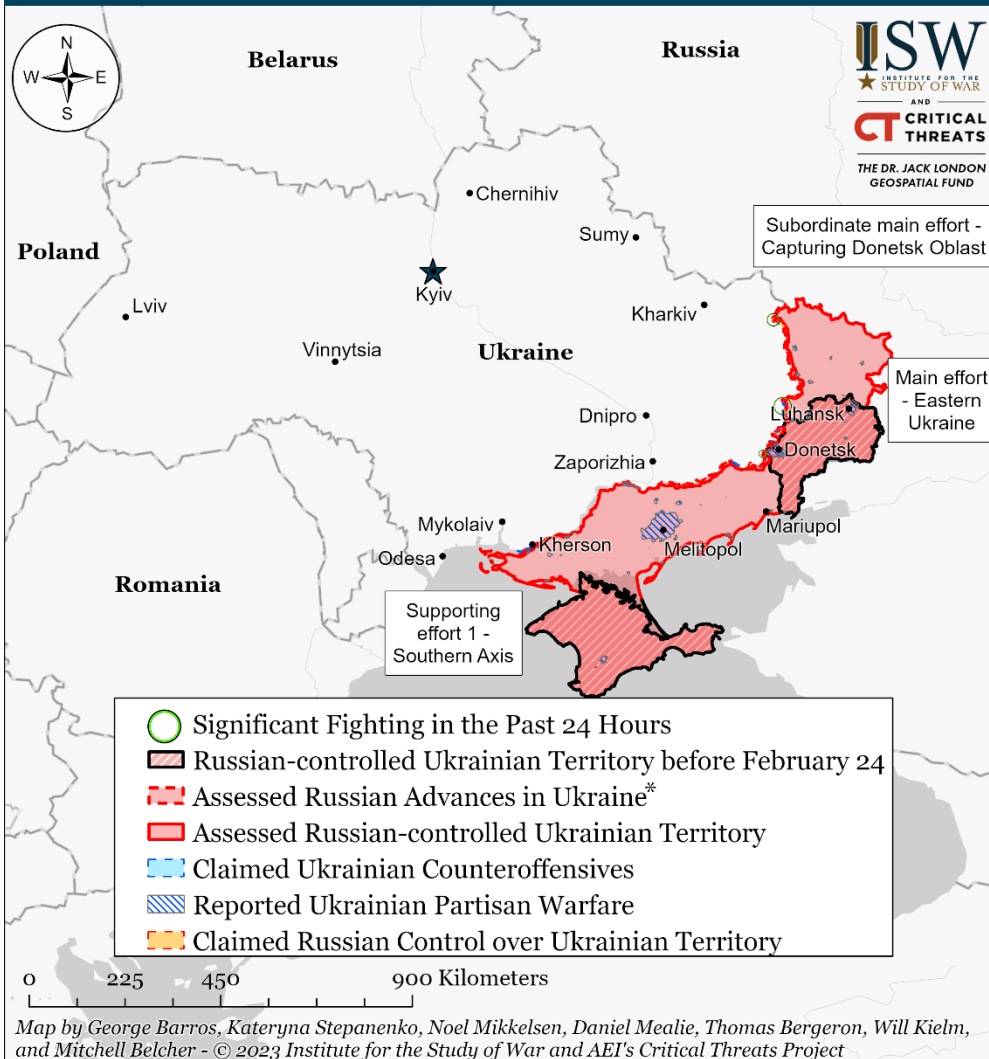 N
W E
S
Belarus
Russia
ISW
INSTITUTE FOR THE
STUDY OF WAR
AND
CT CRITICAL
THREATS
THE DR. JACK LONDON
GEOSPATIAL FUND
Chernihiv
Sumy
Subordinate main effort -
Capturing Donetsk Oblast
Poland
Kyiv
Lviv
Kharkiv
Vinnytsia
Ukraine
Main effort
- Eastern
Ukraine
Dnipro
Luhansk
Donetsk
Zaporizhia
Mykolaiv
Mariupol
Kherson
Odesa
Melitopol
Romania
Supporting
effort 1 -
Southern Axis
Significant Fighting in the Past 24 Hours
Russian-controlled Ukrainian Territory before February 24
Assessed Russian Advances in Ukraine*
Assessed Russian-controlled Ukrainian Territory
Claimed Ukrainian Counteroffensives
Reported Ukrainian Partisan Warfare
Claimed Russian Control over Ukrainian Territory
0 225 450 900 Kilometers
Map by George Barros, Kateryna Stepanenko, Noel Mikkelsen, Daniel Mealie, Thomas Bergeron, Will Kielm,
and Mitchell Belcher - © 2023 Institute for the Study of War and AEI's Critical Threats Project